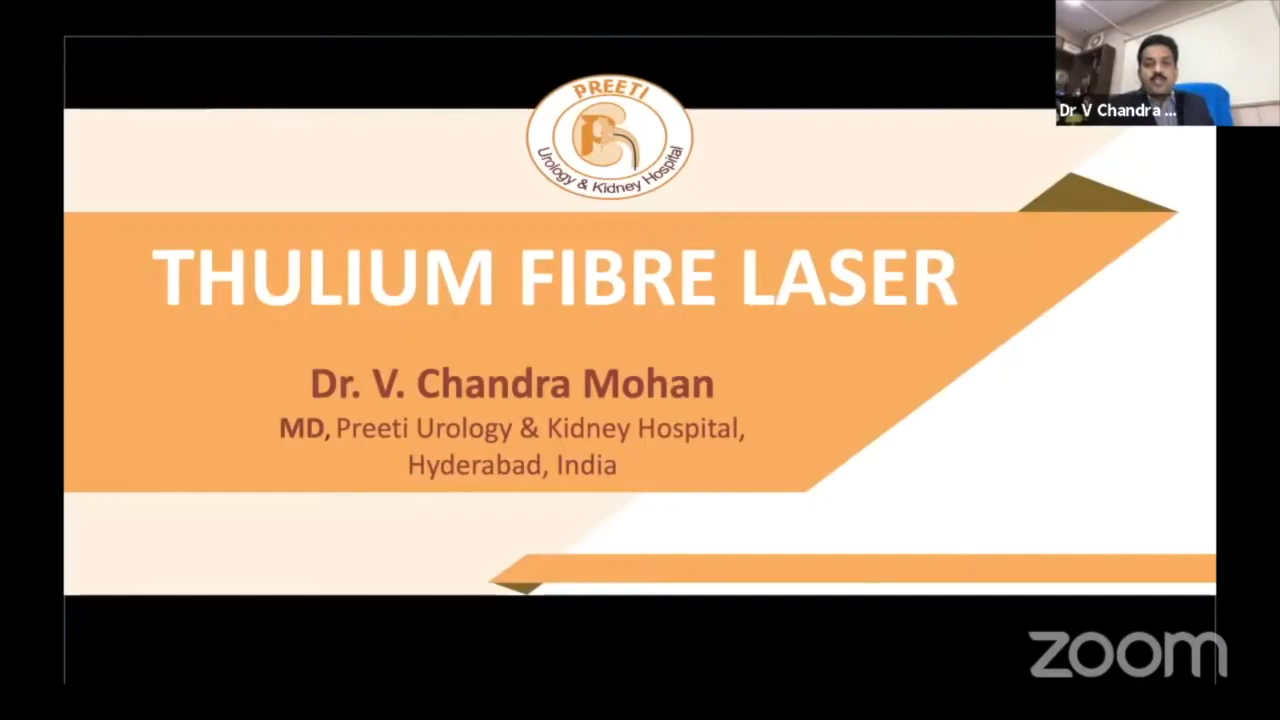 PREETI
Urology & Kidney Hospital
Dr V Chandra ...
THULIUM FIBRE LASER
Dr. V. Chandra Mohan
MD, Preeti Urology & Kidney Hospital,
Hyderabad, India
zoom